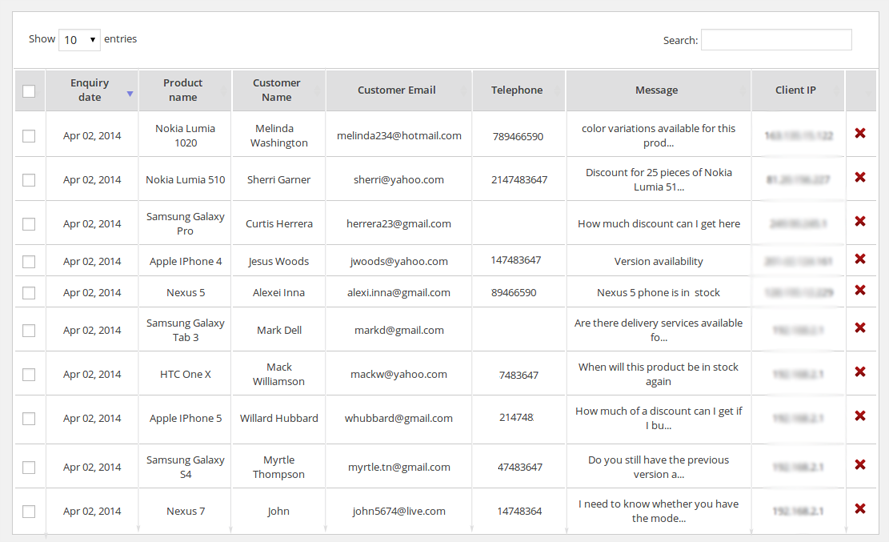 Show 10 entries Search:
Enquiry date Product name Customer Name Customer Email Telephone Message Client IP
Apr 02, 2014 Nokia Lumia 1020 Melinda Washington melinda234@hotmail.com 789466590 color variations available for this prod...
Apr 02, 2014 Nokia Lumia 510 Sherri Garner sherri@yahoo.com 2147483647 Discount for 25 pieces of Nokia Lumia 51...
Apr 02, 2014 Samsung Galaxy Pro Curtis Herrera herrera23@gmail.com How much discount can I get here
Apr 02, 2014 Apple IPhone 4 Jesus Woods jwoods@yahoo.com 147483647 Version availability
Apr 02, 2014 Nexus 5 Alexei Inna alexi.inna@gmail.com 89466590 Nexus 5 phone is in stock
Apr 02, 2014 Samsung Galaxy Tab 3 Mark Dell markd@gmail.com Are there delivery services available fo...
Apr 02, 2014 HTC One X Mack Williamson mackw@yahoo.com 7483647 When will this product be in stock again
Apr 02, 2014 Apple IPhone 5 Willard Hubbard whubbard@gmail.com 214748 How much of a discount can I get if I bu...
Apr 02, 2014 Samsung Galaxy S4 Myrtle Thompson myrtle.tn@gmail.com 47483647 Do you still have the previous version a...
Apr 02, 2014 Nexus 7 John john5674@live.com 14748364 I need to know whether you have the mode...